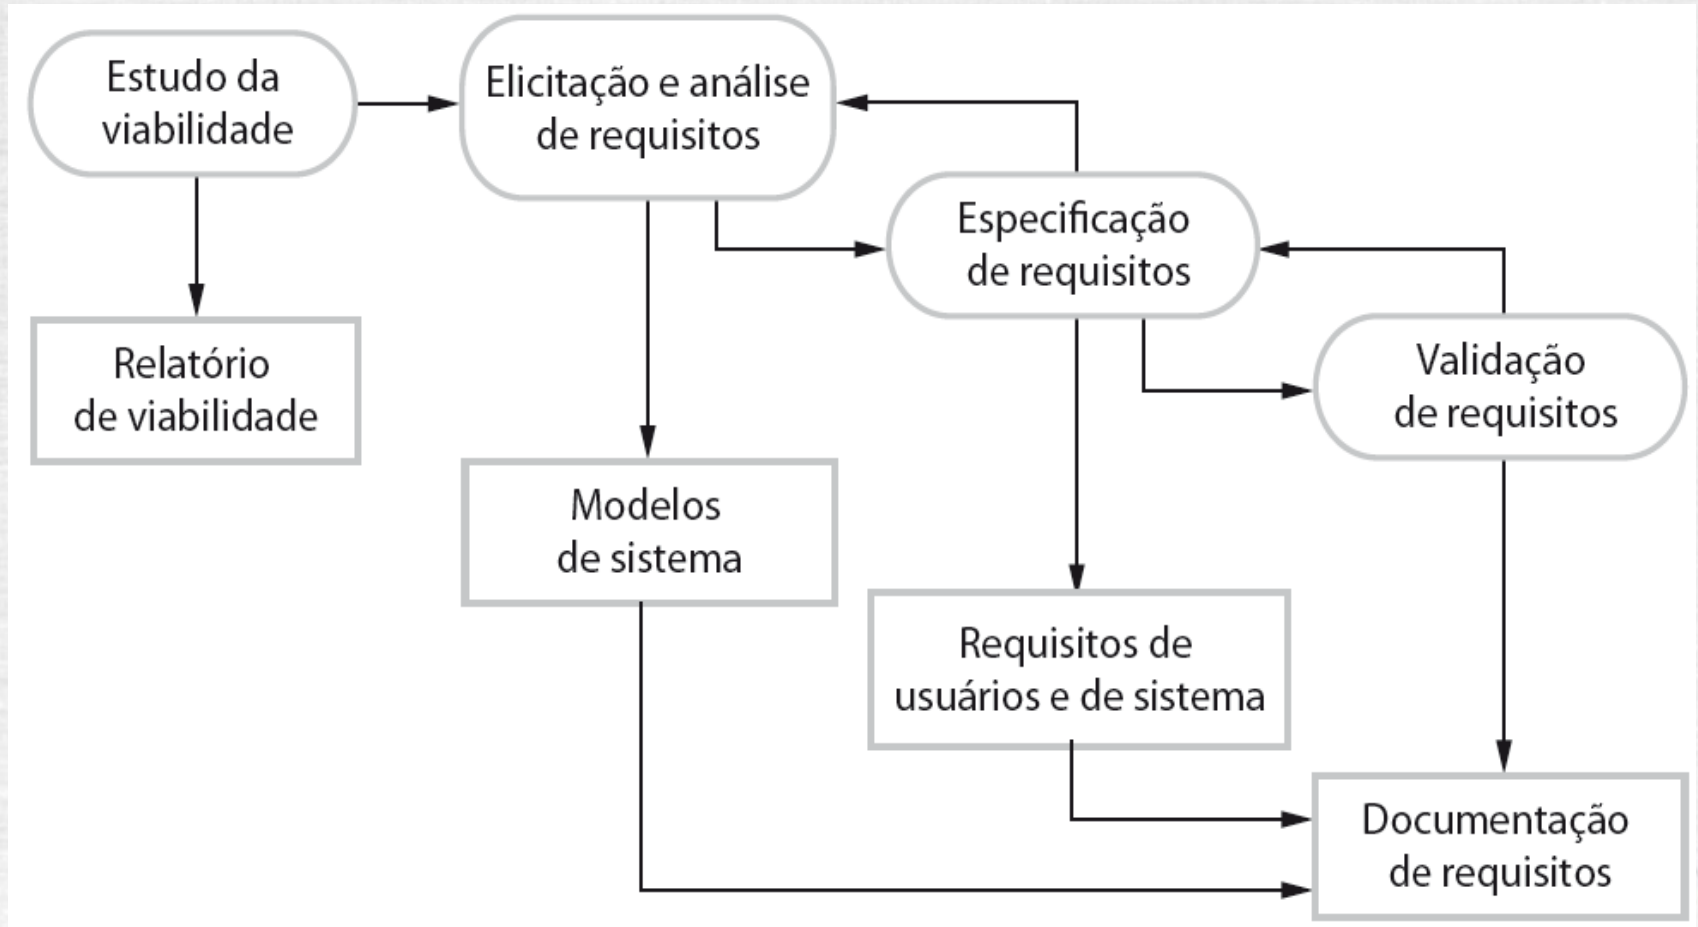 Estudo da
viabilidade
Elicitação e análise
de requisitos
Especificação
de requisitos
Validação
de requisitos
Relatório
de viabilidade
Modelos
de sistema
Requisitos de
usuários e de sistema
Documentação
de requisitos